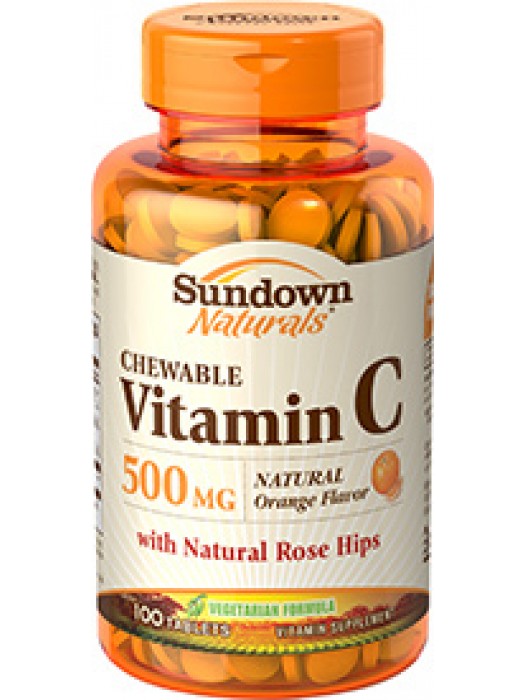 Sundown
Naturals®
CHEWABLE
Vitamin C
500 MG
NATURAL
Orange Flavor
with Natural Rose Hips
VEGETARIAN FORMULA
100 TABLETS VITAMIN SUPPLEMENT